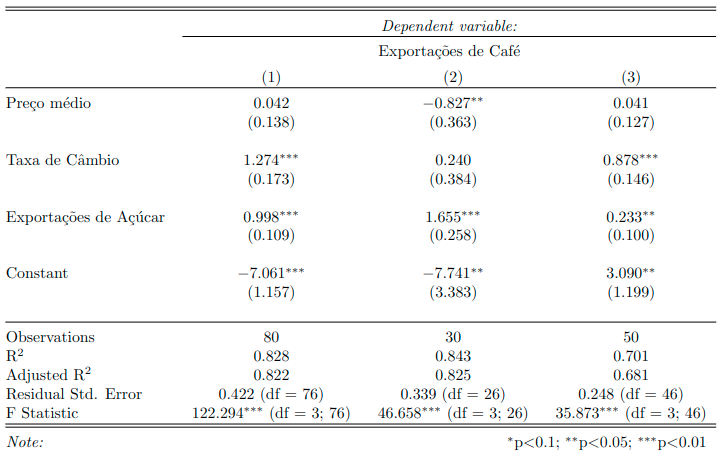 Dependent variable:
Exportações de Café
(1) (2) (3)
Preço médio 0.042 −0.827** 0.041
(0.138) (0.363) (0.127)
Taxa de Câmbio 1.274*** 0.240 0.878***
(0.173) (0.384) (0.146)
Exportações de Açúcar 0.998*** 1.655*** 0.233**
(0.109) (0.258) (0.100)
Constant −7.061*** −7.741** 3.090**
(1.157) (3.383) (1.199)
Observations 80 30 50
R² 0.828 0.843 0.701
Adjusted R² 0.822 0.825 0.681
Residual Std. Error 0.422 (df = 76) 0.339 (df = 26) 0.248 (df = 46)
F Statistic 122.294*** (df = 3; 76) 46.658*** (df = 3; 26) 35.873*** (df = 3; 46)
Note: *p<0.1; **p<0.05; ***p<0.01